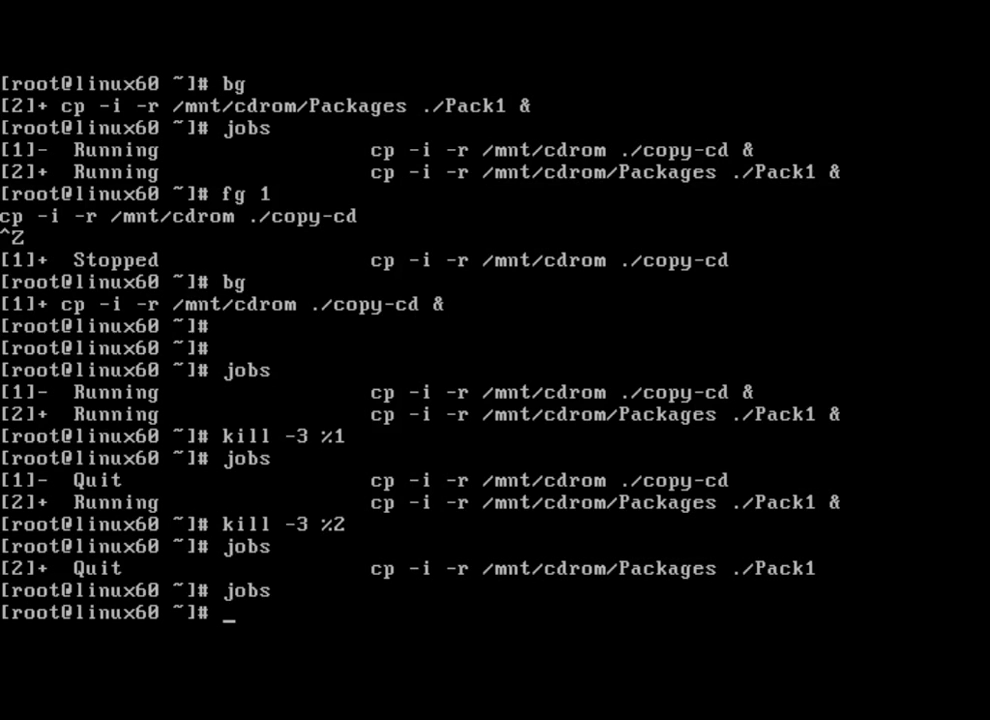 [root@linux60 ~]# bg
[2]+ cp -i -r /mnt/cdrom/Packages ./Pack1 &
[root@linux60 ~]# jobs
[1]-  Running                 cp -i -r /mnt/cdrom ./copy-cd &
[2]+  Running                 cp -i -r /mnt/cdrom/Packages ./Pack1 &
[root@linux60 ~]# fg 1
cp -i -r /mnt/cdrom ./copy-cd
^Z
[1]+  Stopped                 cp -i -r /mnt/cdrom ./copy-cd
[root@linux60 ~]# bg
[1]+ cp -i -r /mnt/cdrom ./copy-cd &
[root@linux60 ~]#
[root@linux60 ~]#
[root@linux60 ~]# jobs
[1]-  Running                 cp -i -r /mnt/cdrom ./copy-cd &
[2]+  Running                 cp -i -r /mnt/cdrom/Packages ./Pack1 &
[root@linux60 ~]# kill -3 %1
[root@linux60 ~]# jobs
[1]-  Quit                    cp -i -r /mnt/cdrom ./copy-cd
[2]+  Running                 cp -i -r /mnt/cdrom/Packages ./Pack1 &
[root@linux60 ~]# kill -3 %2
[root@linux60 ~]# jobs
[2]+  Quit                    cp -i -r /mnt/cdrom/Packages ./Pack1
[root@linux60 ~]# jobs
[root@linux60 ~]# _